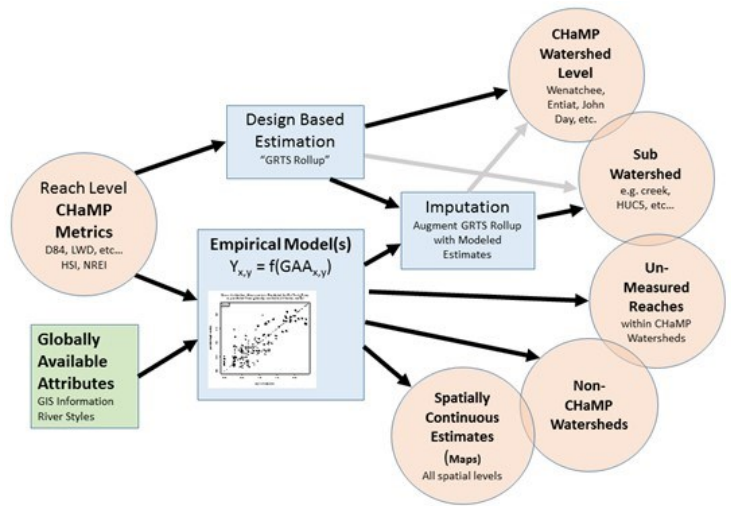 CHaMP
Watershed
Level
Wenatchee,
Entiat, John
Day, etc.
Design Based
Estimation
"GRTS Rollup"
Sub
Watershed
e.g. creek,
HUC5, etc...
Reach Level
CHaMP
Metrics
D84, LWD, etc...
HSI, NREI
Imputation
Augment GRTS Rollup
with Modeled
Estimates
Empirical Model(s)
Yx,y = f(GAAx,y)
Un-
Measured
Reaches
within CHaMP
Watersheds
Globally
Available
Attributes
GIS Information
River Styles
Non-
CHaMP
Watersheds
Spatially
Continuous
Estimates
(Maps)
All spatial levels